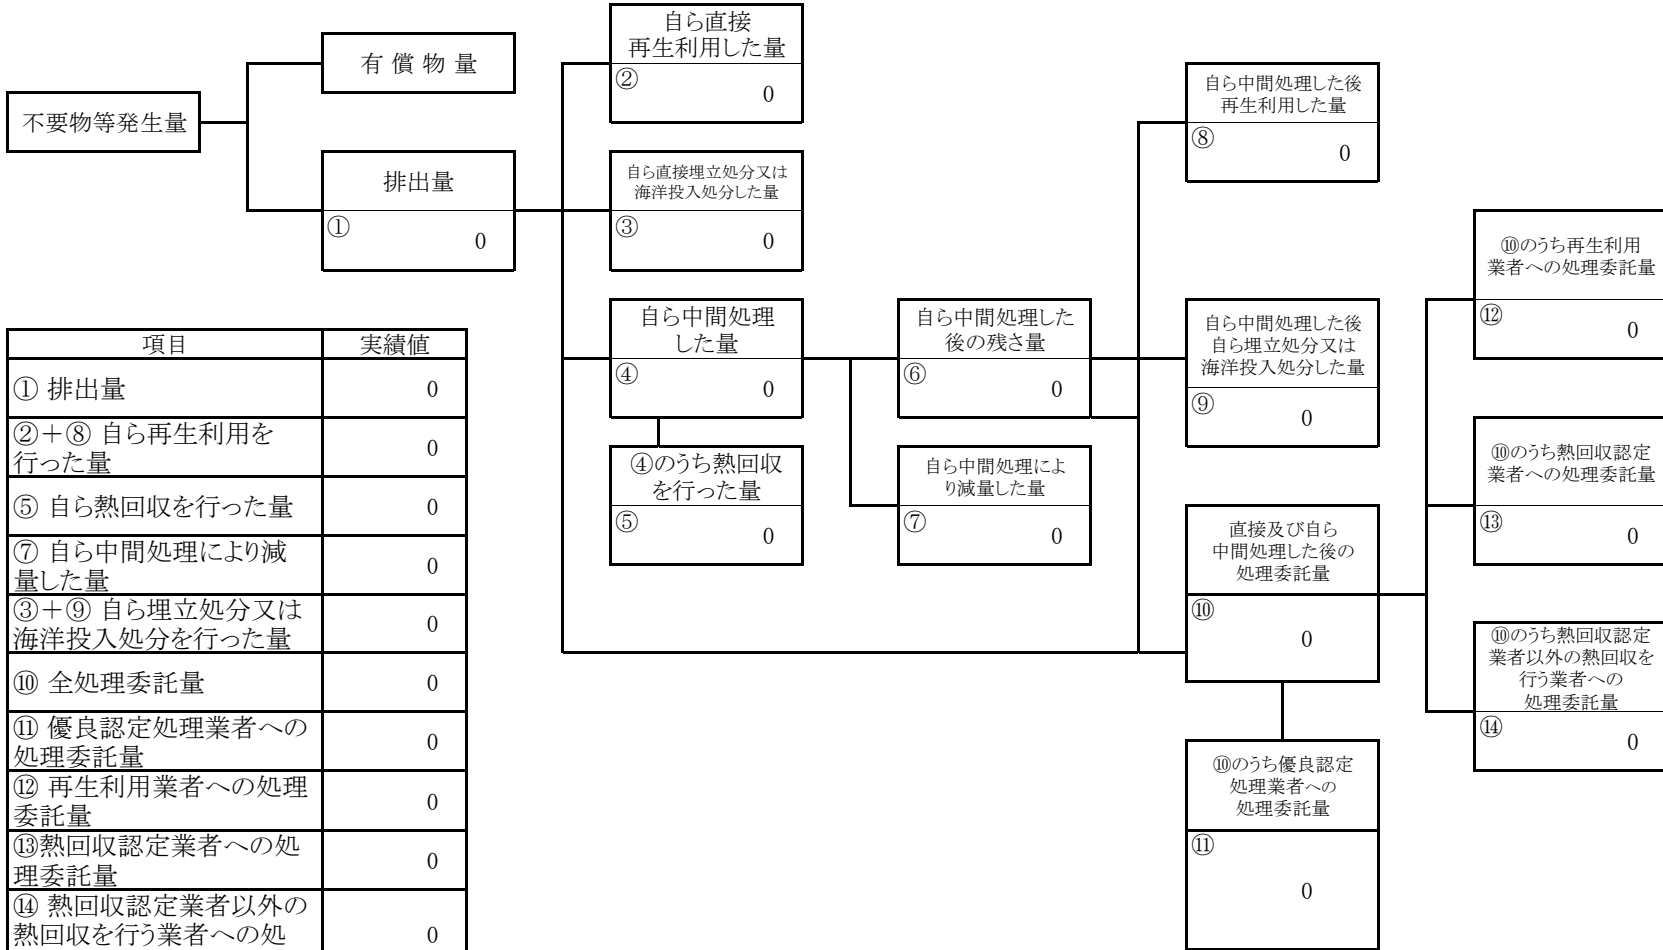 不要物等発生量
有償物量
排出量
①
0
自ら直接
再生利用した量
②
0
自ら直接埋立処分又は
海洋投入処分した量
③
0
自ら中間処理
した量
④
0
④のうち熱回収
を行った量
⑤
0
自ら中間処理した
後の残さ量
⑥
0
自ら中間処理によ
り減量した量
⑦
0
自ら中間処理した後
再生利用した量
⑧
0
自ら中間処理した後
自ら埋立処分又は
海洋投入処分した量
⑨
0
直接及び自ら
中間処理した後の
処理委託量
⑩
0
⑩のうち優良認定
処理業者への
処理委託量
⑪
0
⑩のうち再生利用
業者への処理委託量
⑫
0
⑩のうち熱回収認定
業者への処理委託量
⑬
0
⑩のうち熱回収認定
業者以外の熱回収を
行う業者への
処理委託量
⑭
0
項目 実績値
① 排出量 0
②＋⑧ 自ら再生利用を
行った量 0
⑤ 自ら熱回収を行った量 0
⑦ 自ら中間処理により減
量した量 0
③＋⑨ 自ら埋立処分又は
海洋投入処分を行った量 0
⑩ 全処理委託量 0
⑪ 優良認定処理業者への
処理委託量 0
⑫ 再生利用業者への処理
委託量 0
⑬熱回収認定業者への処
理委託量 0
⑭ 熱回収認定業者以外の
熱回収を行う業者への処 0